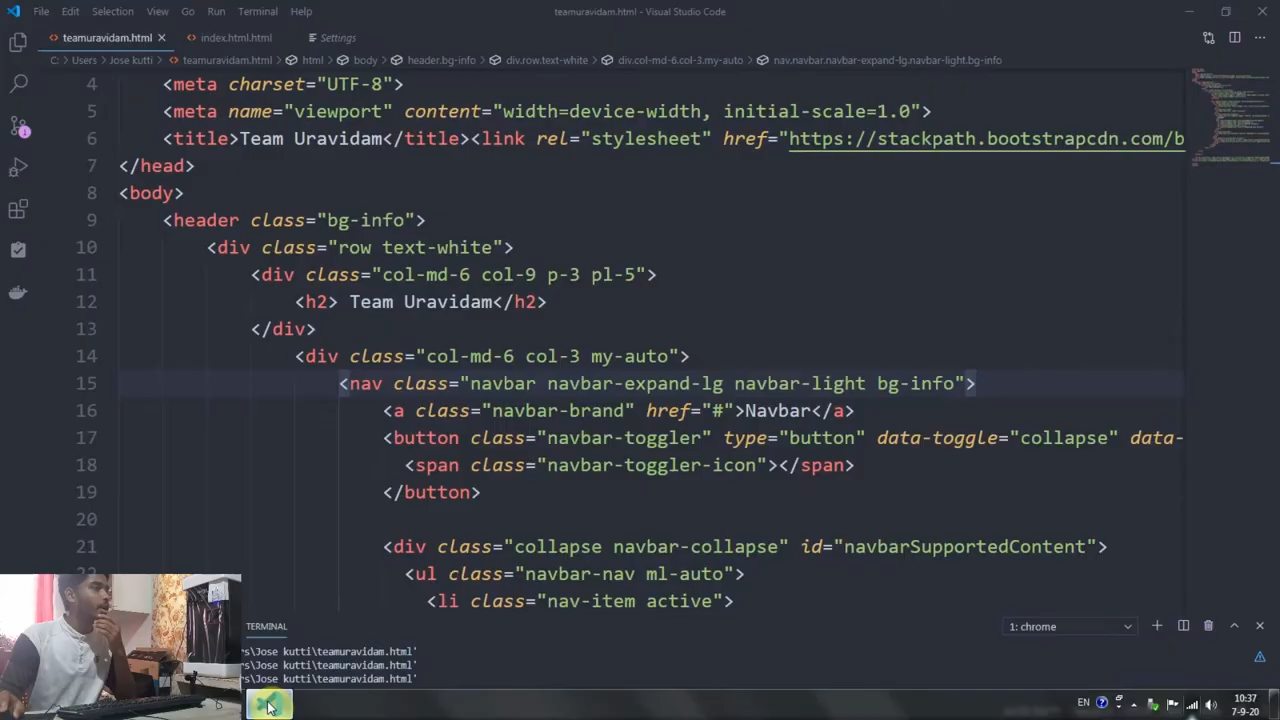 File Edit Selection View Go Run Terminal Help teamuravidam.html - Visual Studio Code
teamuravidam.html index.html.html Settings
C: > Users > Jose kutti > teamuravidam.html > html > body > header.bg-info > div.row.text-white > div.col-md-6.col-3.my-auto > nav.navbar.navbar-expand-lg.navbar-light.bg-info
4 <meta charset="UTF-8">
5 <meta name="viewport" content="width=device-width, initial-scale=1.0">
6 <title>Team Uravidam</title><link rel="stylesheet" href="https://stackpath.bootstrapcdn.com/b
7 </head>
8 <body>
9 <header class="bg-info">
10 <div class="row text-white">
11 <div class="col-md-6 col-9 p-3 pl-5">
12 <h2> Team Uravidam</h2>
13 </div>
14 <div class="col-md-6 col-3 my-auto">
15 <nav class="navbar navbar-expand-lg navbar-light bg-info">
16 <a class="navbar-brand" href="#">Navbar</a>
17 <button class="navbar-toggler" type="button" data-toggle="collapse" data-
18 <span class="navbar-toggler-icon"></span>
19 </button>
20
21 <div class="collapse navbar-collapse" id="navbarSupportedContent">
22 <ul class="navbar-nav ml-auto">
<li class="nav-item active">
TERMINAL 1: chrome
rs\Jose kutti\teamuravidam.html'
rs\Jose kutti\teamuravidam.html'
rs\Jose kutti\teamuravidam.html'
EN 10:37
7-9-20